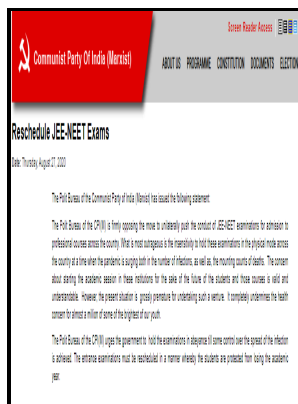 Screen Reader Access
Communist Party Of India (Marxist)
ABOUT US PROGRAMME CONSTITUTION DOCUMENTS ELECTION
Reschedule JEE-NEET Exams
Date: Thursday, August 27, 2020
The Polit Bureau of the Communist Party of India (Marxist) has issued the following statement:
The Polit Bureau of the CPI(M) is firmly opposing the move to unilaterally push the conduct of JEE-NEET examinations for admission to
professional courses across the country. What is most outrageous is the insensitivity to hold these examinations in the physical mode across
the country at a time when the pandemic is surging both in the number of infections, as well as, the mounting counts of deaths. The concern
about starting the academic session in these institutions for the sake of the future of the students and those courses is valid and
understandable. However, the present situation is grossly premature for undertaking such a venture. It completely undermines the health
concern for almost a million of some of the brightest of our youth.
The Polit Bureau of the CPI(M) urges the government to hold the examinations in abeyance till some control over the spread of the infection
is achieved. The entrance examinations must be rescheduled in a manner whereby the students are protected from losing the academic
year.